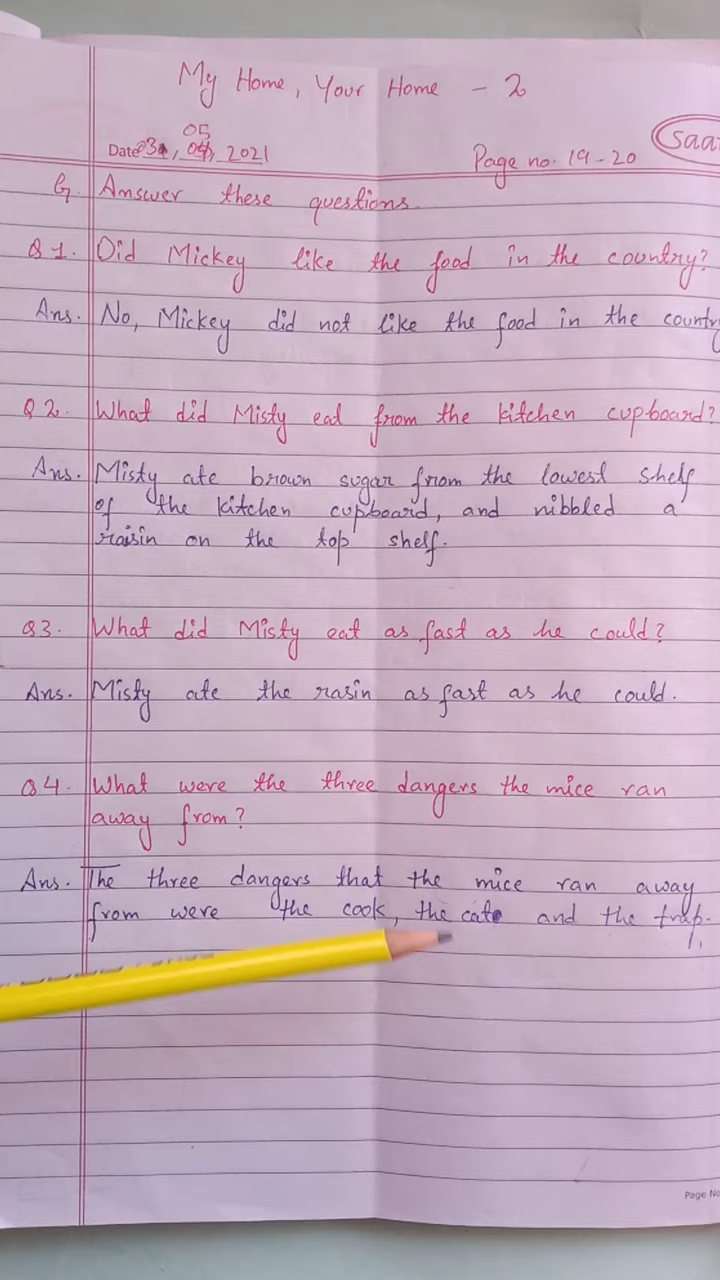 My Home, Your Home - 2
05
Date 03, 04, 2021
Page no. 19-20
saa
G. Answer these questions.
Q1. Did Mickey like the food in the country?
Ans. No, Mickey did not like the food in the countr
Q2. What did Misty eat from the kitchen cupboard?
Ans. Misty ate brown sugar from the lowest shelf
of the kitchen cupboard, and nibbled a
raisin on the top shelf.
Q3. What did Misty eat as fast as he could?
Ans. Misty ate the rasin as fast as he could.
Q4. What were the three dangers the mice ran
away from?
Ans. The three dangers that the mice ran away
from were the cook, the cat and the trap.
Page No